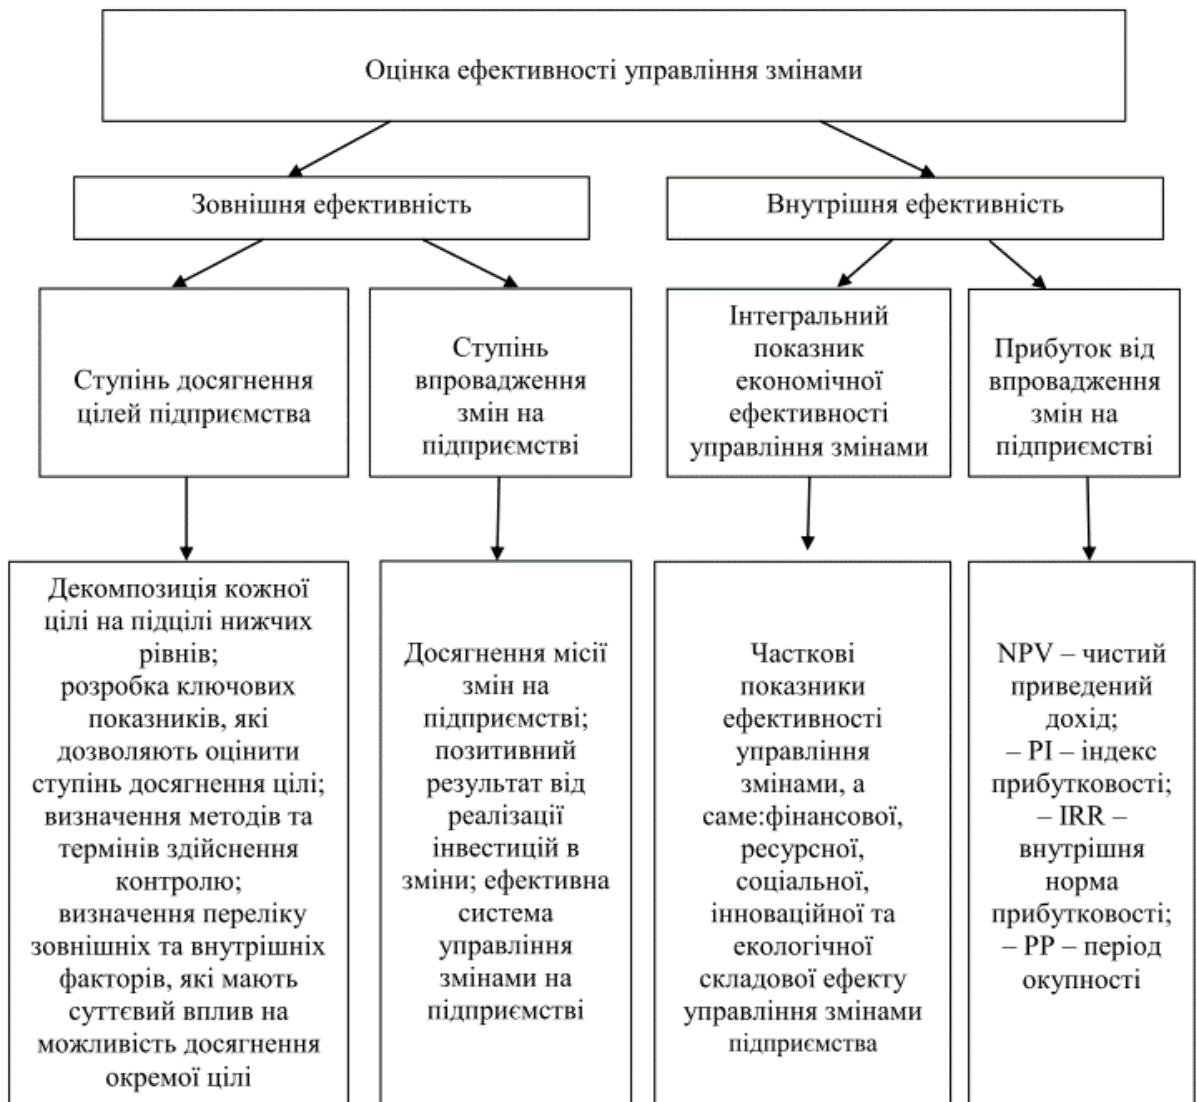 Оцінка ефективності управління змінами
Зовнішня ефективність
Внутрішня ефективність
Ступінь досягнення
цілей підприємства
Ступінь
впровадження
змін на
підприємстві
Інтегральний
показник
економічної
ефективності
управління змінами
Прибуток від
впровадження
змін на
підприємстві
Декомпозиція кожної
цілі на підцілі нижчих
рівнів;
розробка ключових
показників, які
дозволяють оцінити
ступінь досягнення цілі;
визначення методів та
термінів здійснення
контролю;
визначення переліку
зовнішніх та внутрішніх
факторів, які мають
суттєвий вплив на
можливість досягнення
окремої цілі
Досягнення місії
змін на
підприємстві;
позитивний
результат від
реалізації
інвестицій в
зміни; ефективна
система
управління
змінами на
підприємстві
Часткові
показники
ефективності
управління
змінами, а
саме:фінансової,
ресурсної,
соціальної,
інноваційної та
екологічної
складової ефекту
управління змінами
підприємства
NPV – чистий
приведений
дохід;
– PI – індекс
прибутковості;
– IRR –
внутрішня
норма
прибутковості;
– PP – період
окупності